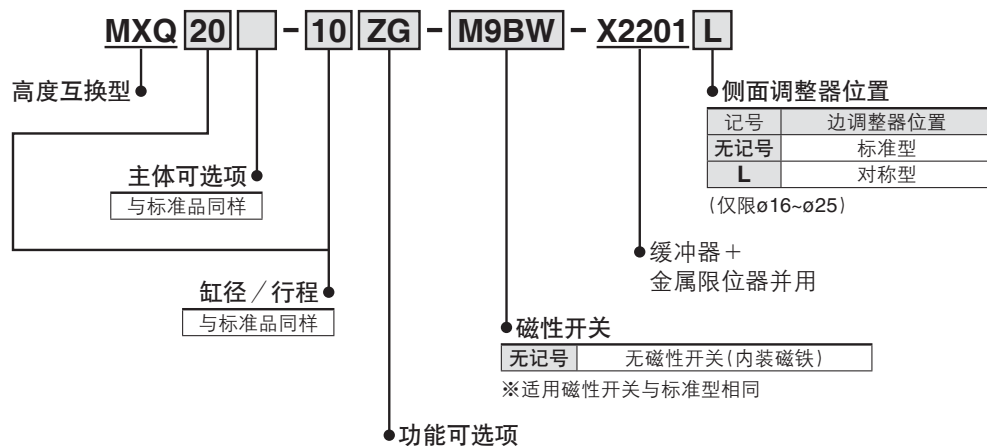 MXQ 20 - 10 ZG - M9BW - X2201 L
高度互换型
侧面调整器位置
记号 边调整器位置
无记号 标准型
L 对称型
(仅限ø16~ø25)
主体可选项
与标准品同样
缓冲器+
金属限位器并用
缸径/行程
与标准品同样
磁性开关
无记号 无磁性开关(内装磁铁)
※适用磁性开关与标准型相同
功能可选项